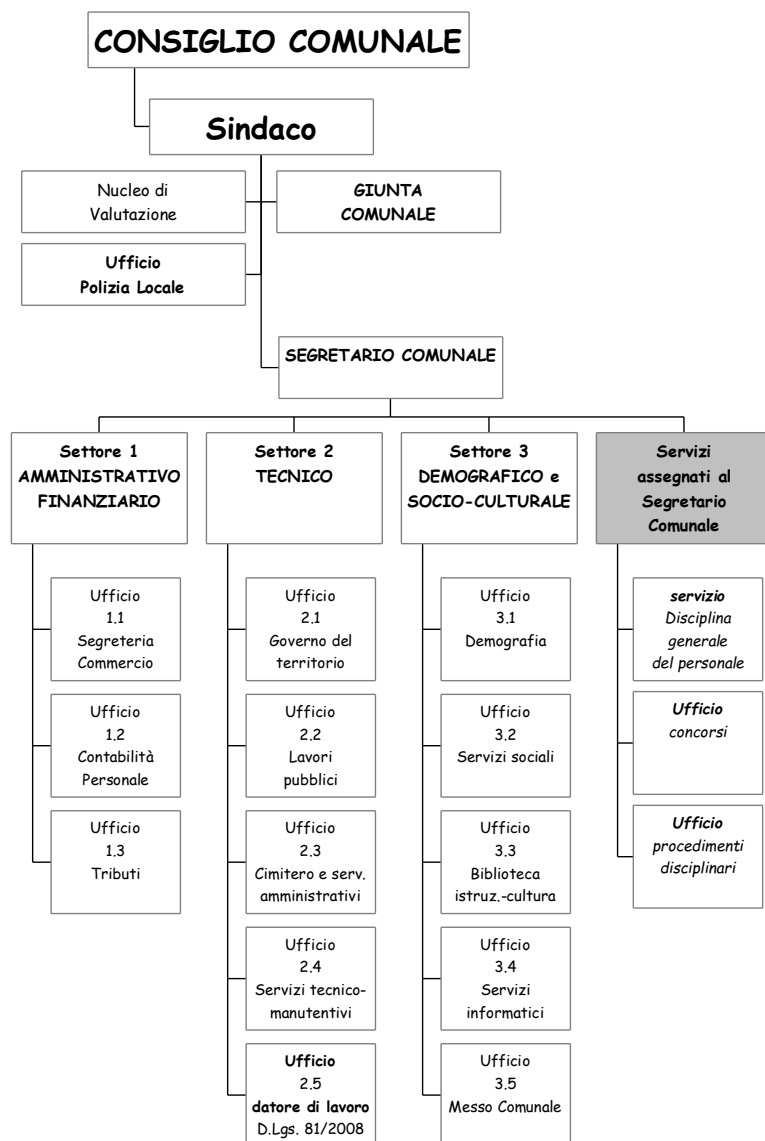 CONSIGLIO COMUNALE
Sindaco
Nucleo di
Valutazione
GIUNTA
COMUNALE
Ufficio
Polizia Locale
SEGRETARIO COMUNALE
Settore 1
AMMINISTRATIVO
FINANZIARIO
Settore 2
TECNICO
Settore 3
DEMOGRAFICO e
SOCIO-CULTURALE
Servizi
assegnati al
Segretario
Comunale
Ufficio
1.1
Segreteria
Commercio
Ufficio
1.2
Contabilità
Personale
Ufficio
1.3
Tributi
Ufficio
2.1
Governo del
territorio
Ufficio
2.2
Lavori
pubblici
Ufficio
2.3
Cimitero e serv.
amministrativi
Ufficio
2.4
Servizi tecnico-
manutentivi
Ufficio
2.5
datore di lavoro
D.Lgs. 81/2008
Ufficio
3.1
Demografia
Ufficio
3.2
Servizi sociali
Ufficio
3.3
Biblioteca
istruz.-cultura
Ufficio
3.4
Servizi
informatici
Ufficio
3.5
Messo Comunale
servizio
Disciplina
generale
del personale
Ufficio
concorsi
Ufficio
procedimenti
disciplinari